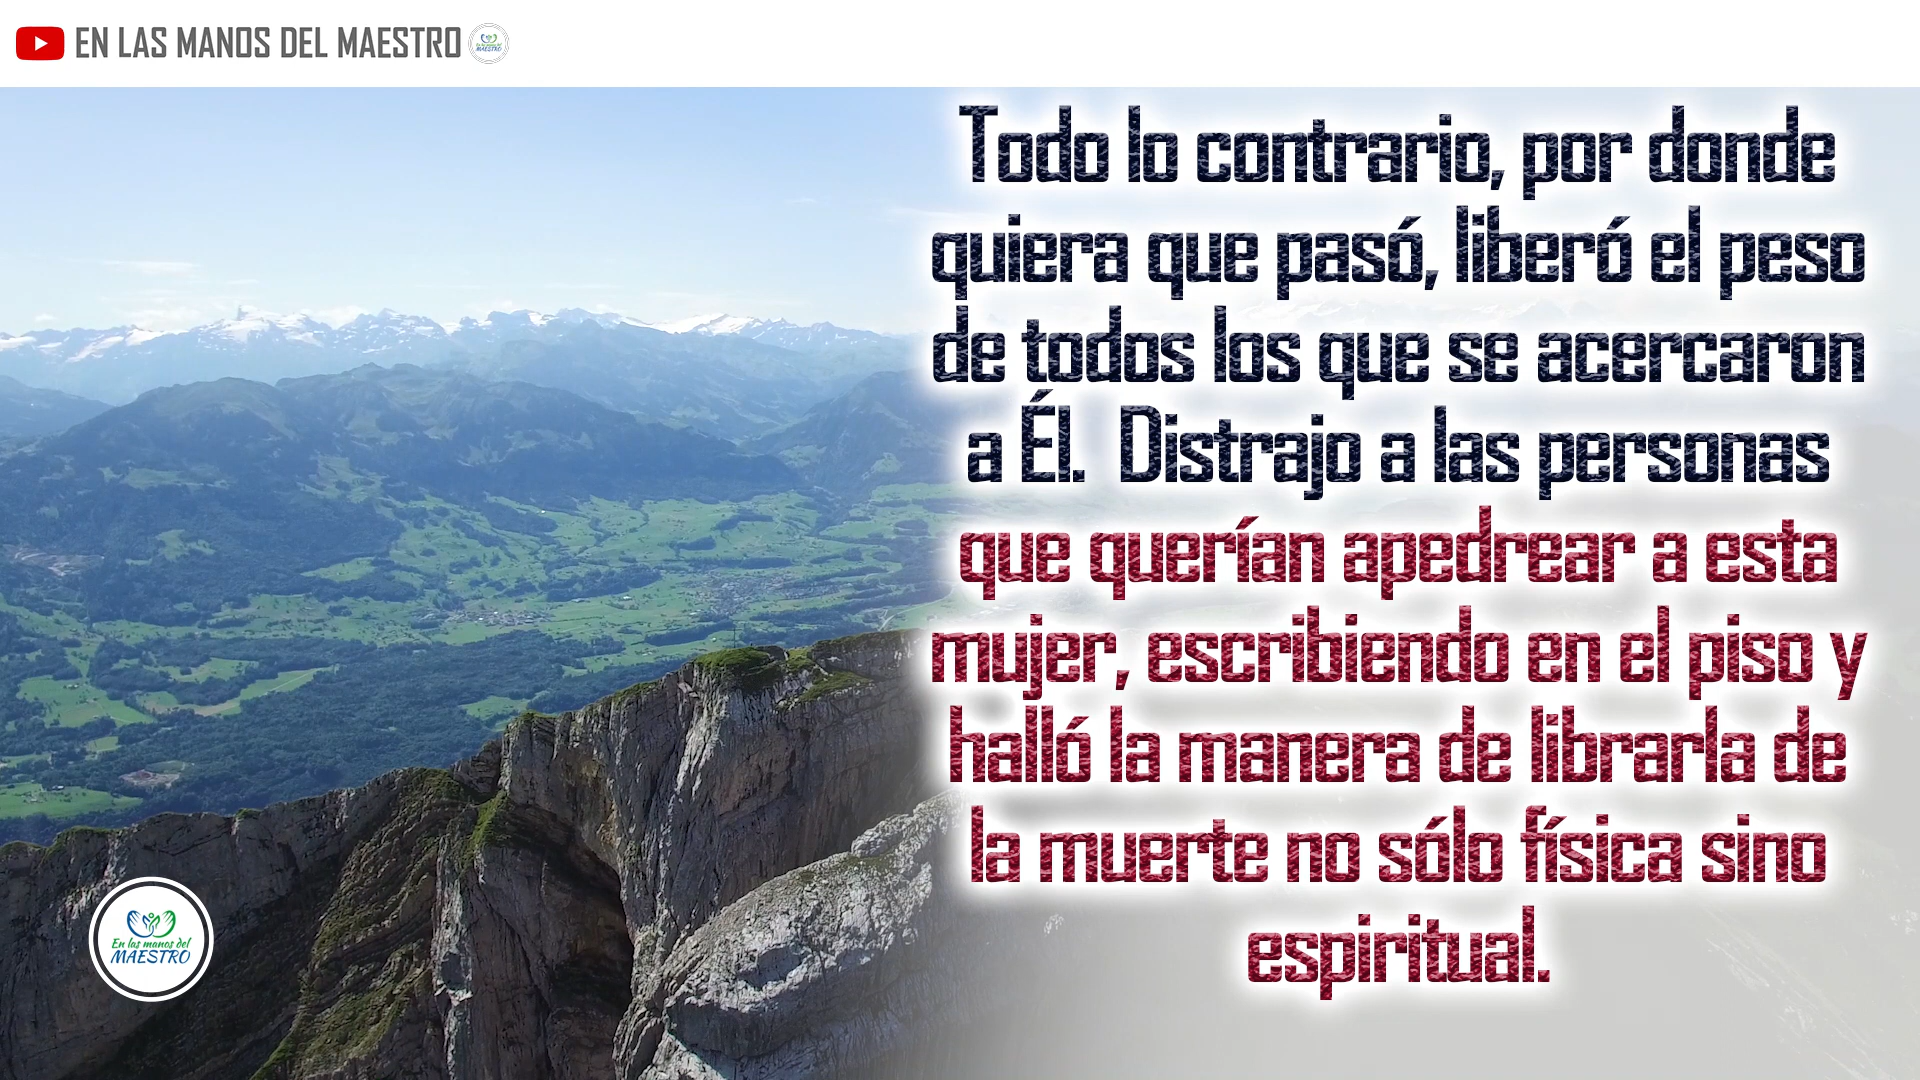 EN LAS MANOS DEL MAESTRO
Todo lo contrario, por donde
quiera que pasó, liberó el peso
de todos los que se acercaron
a Él. Distrajo a las personas
que querían apedrear a esta
mujer, escribiendo en el piso y
halló la manera de librarla de
la muerte no sólo física sino
espiritual.
En las manos del
MAESTRO